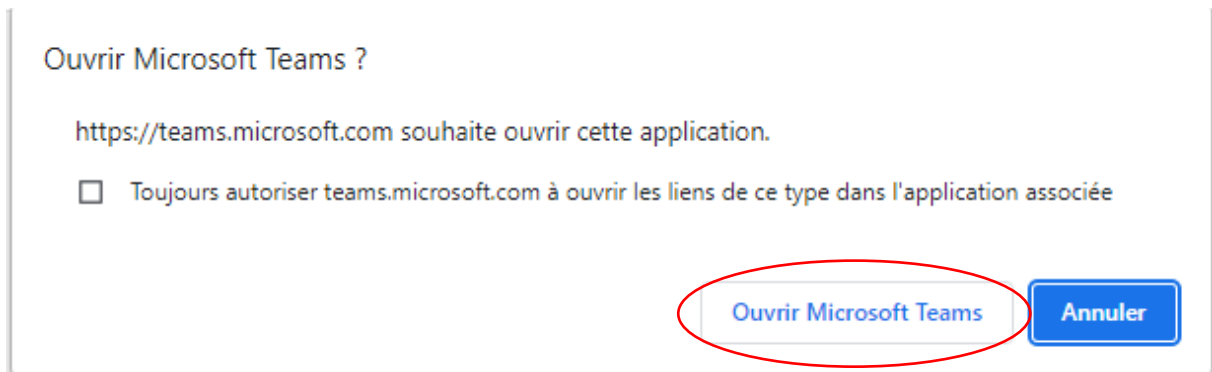 Ouvrir Microsoft Teams ?
https://teams.microsoft.com souhaite ouvrir cette application.
Toujours autoriser teams.microsoft.com à ouvrir les liens de ce type dans l'application associée
Ouvrir Microsoft Teams
Annuler